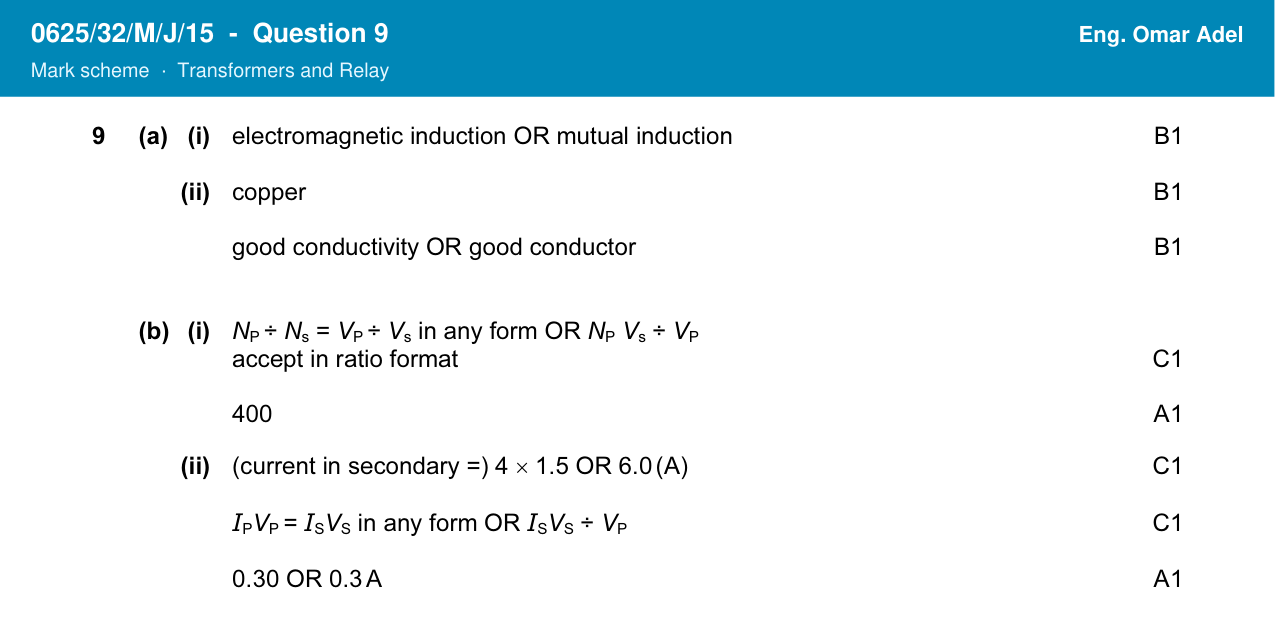 0625/32/M/J/15 - Question 9
Eng. Omar Adel
Mark scheme · Transformers and Relay
9 (a) (i) electromagnetic induction OR mutual induction B1
(ii) copper B1
good conductivity OR good conductor B1
(b) (i) NP ÷ Ns = VP ÷ Vs in any form OR NP Vs ÷ VP
accept in ratio format C1
400 A1
(ii) (current in secondary =) 4 × 1.5 OR 6.0 (A) C1
IPVP = ISVS in any form OR ISVS ÷ VP C1
0.30 OR 0.3 A A1